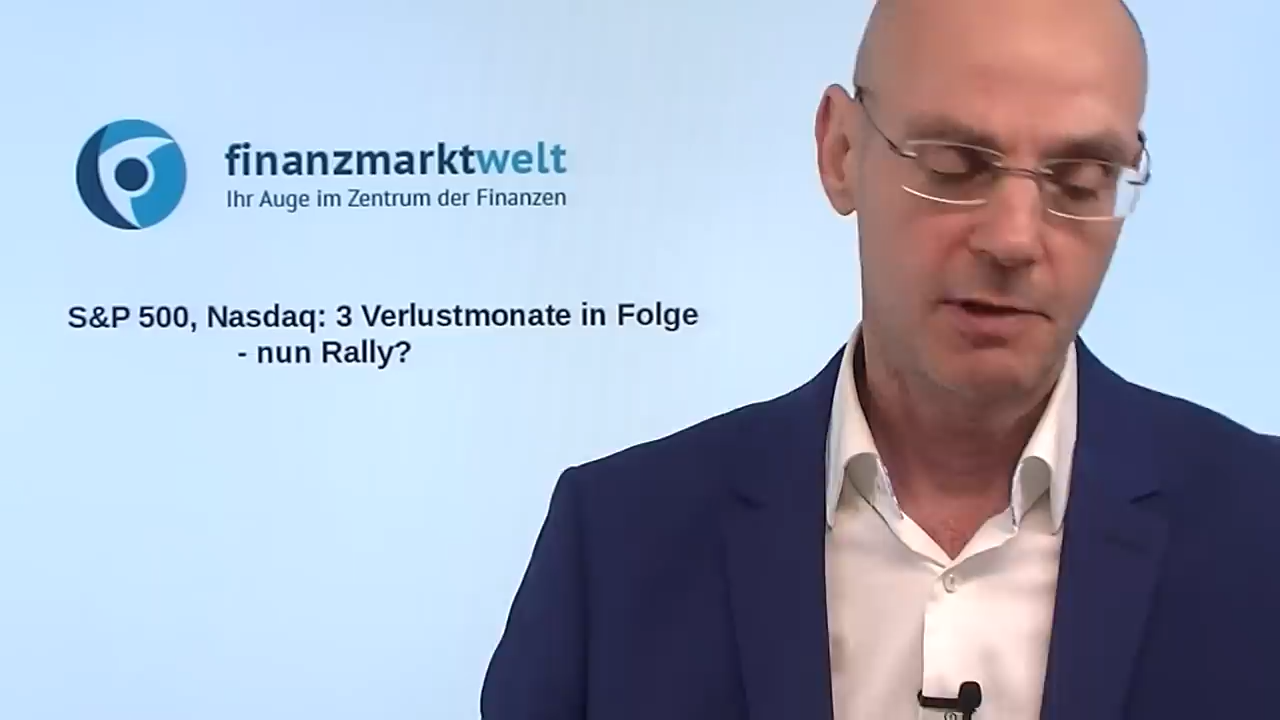 finanzmarktwelt
Ihr Auge im Zentrum der Finanzen
S&P 500, Nasdaq: 3 Verlustmonate in Folge
- nun Rally?